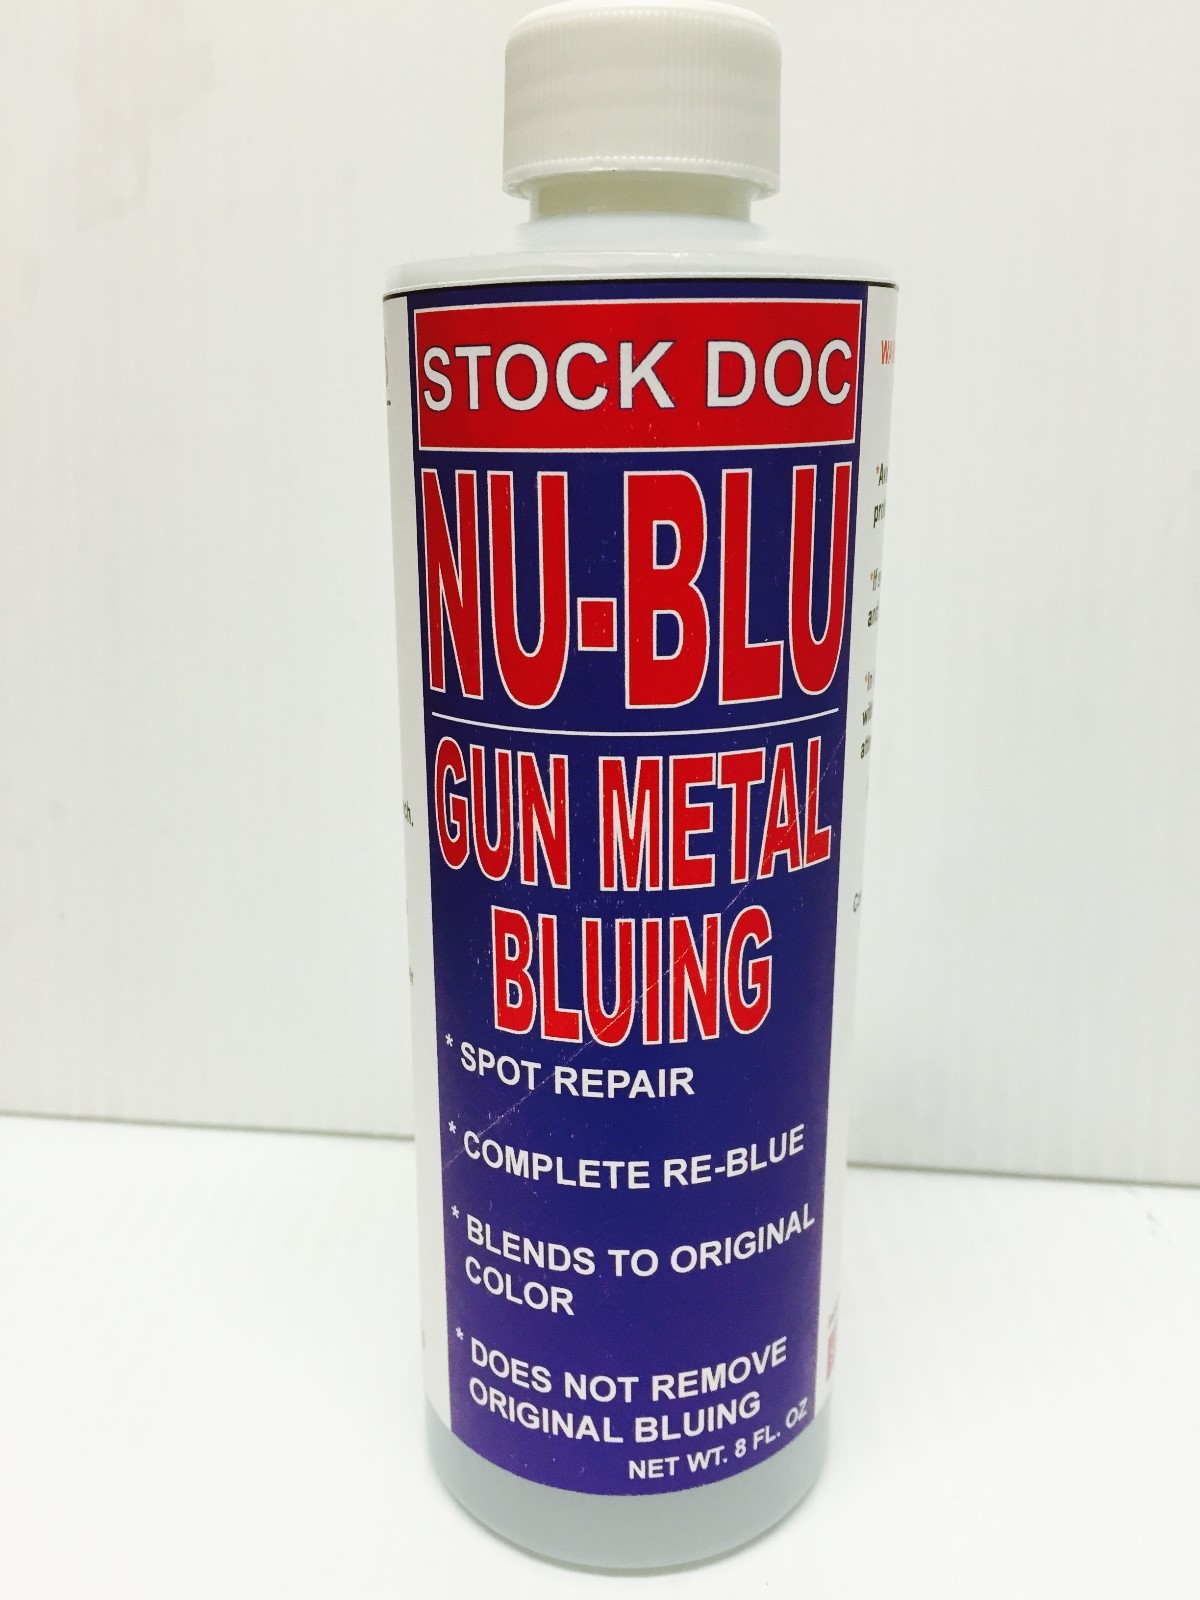 STOCK DOC
NU-BLU
GUN METAL
BLUING
* SPOT REPAIR
* COMPLETE RE-BLUE
* BLENDS TO ORIGINAL
COLOR
* DOES NOT REMOVE
ORIGINAL BLUING
NET WT. 8 FL. OZ